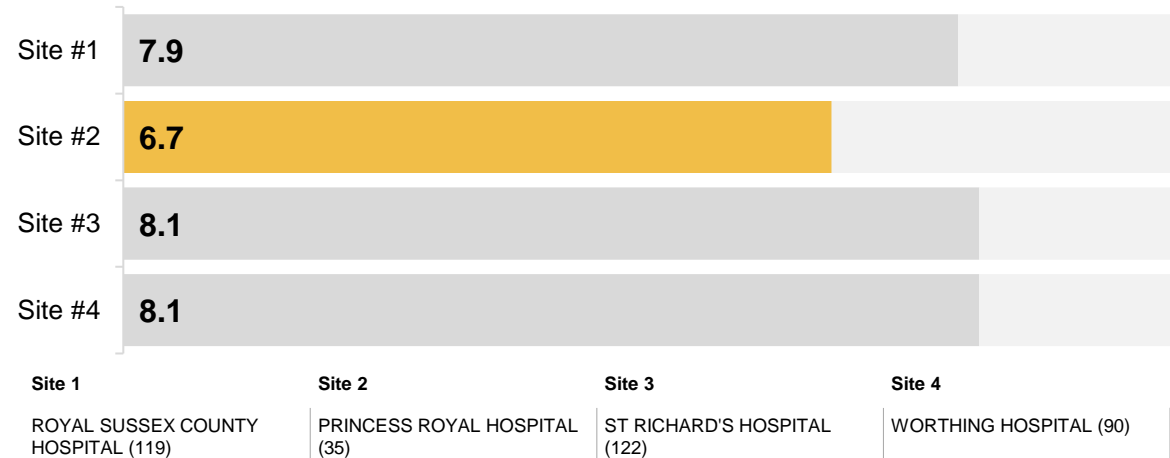 Site #1
7.9
Site #2
6.7
Site #3
8.1
Site #4
8.1
Site 1
ROYAL SUSSEX COUNTY
HOSPITAL (119)
Site 2
PRINCESS ROYAL HOSPITAL
(35)
Site 3
ST RICHARD'S HOSPITAL
(122)
Site 4
WORTHING HOSPITAL (90)